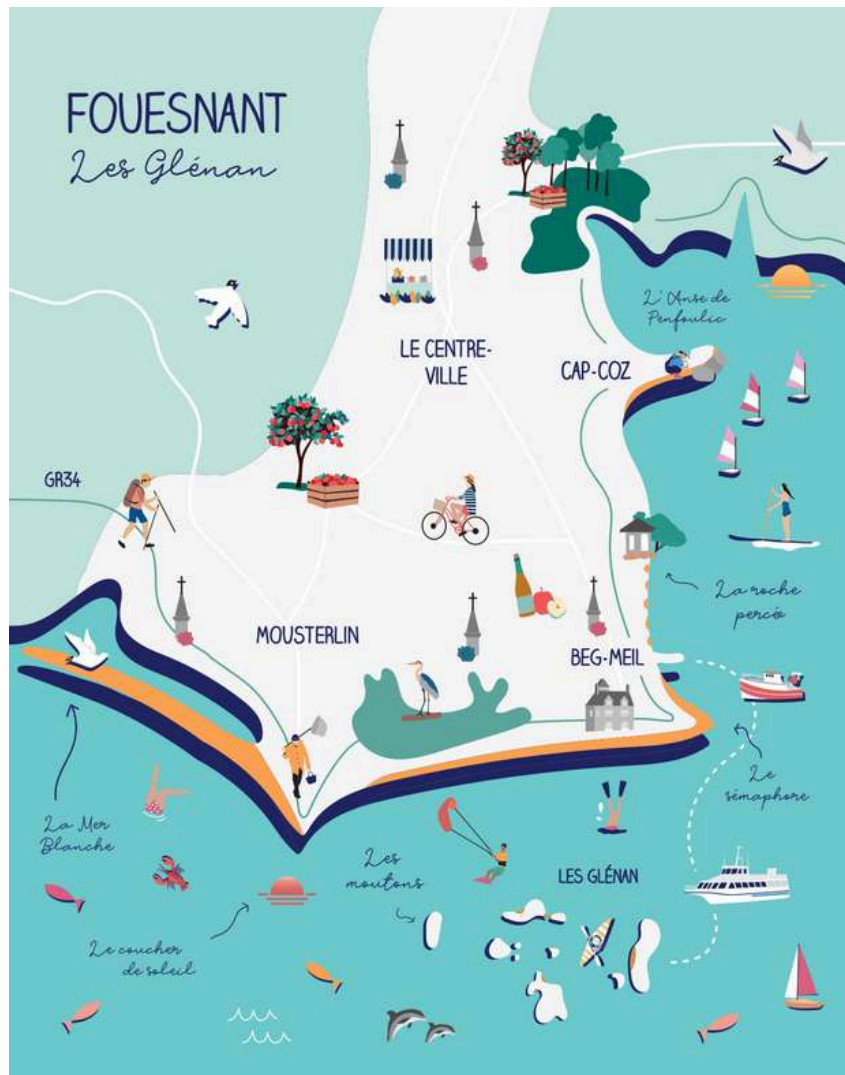 FOUESNANT
Les Glénan
L'Anse de
Penfoulic
LE CENTRE-
VILLE
CAP-COZ
GR34
La roche
percée
MOUSTERLIN
BEG-MEIL
Le
sémaphore
La Mer
Blanche
Les
moutons
LES GLÉNAN
Le coucher
de soleil